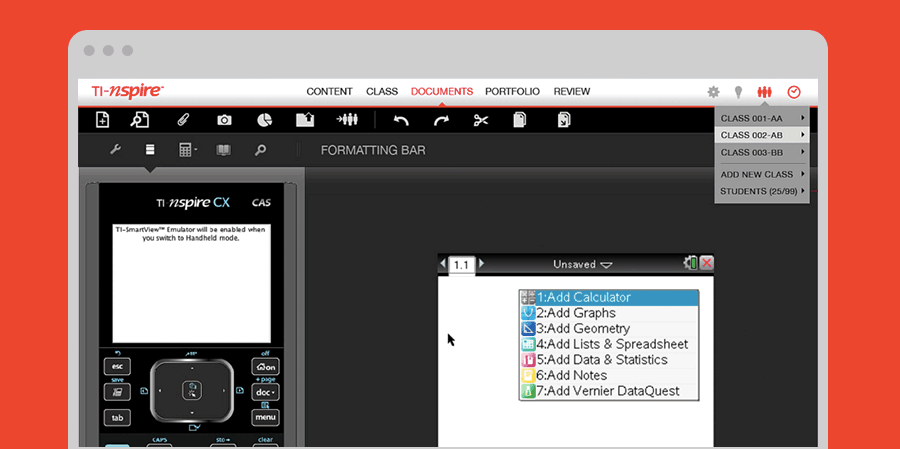 TI-nspire™
CONTENT CLASS DOCUMENTS PORTFOLIO REVIEW
CLASS 001-AA
CLASS 002-AB
CLASS 003-BB
ADD NEW CLASS
STUDENTS (25/99)
FORMATTING BAR
TI-nspire CX CAS
TI-SmartView™ Emulator will be enabled when
you switch to Handheld mode.
esc
save
tab
off
on
+ page
doc
menu
CAPS
sto
clear
1.1 Unsaved
1:Add Calculator
2:Add Graphs
3:Add Geometry
4:Add Lists & Spreadsheet
5:Add Data & Statistics
6:Add Notes
7:Add Vernier DataQuest